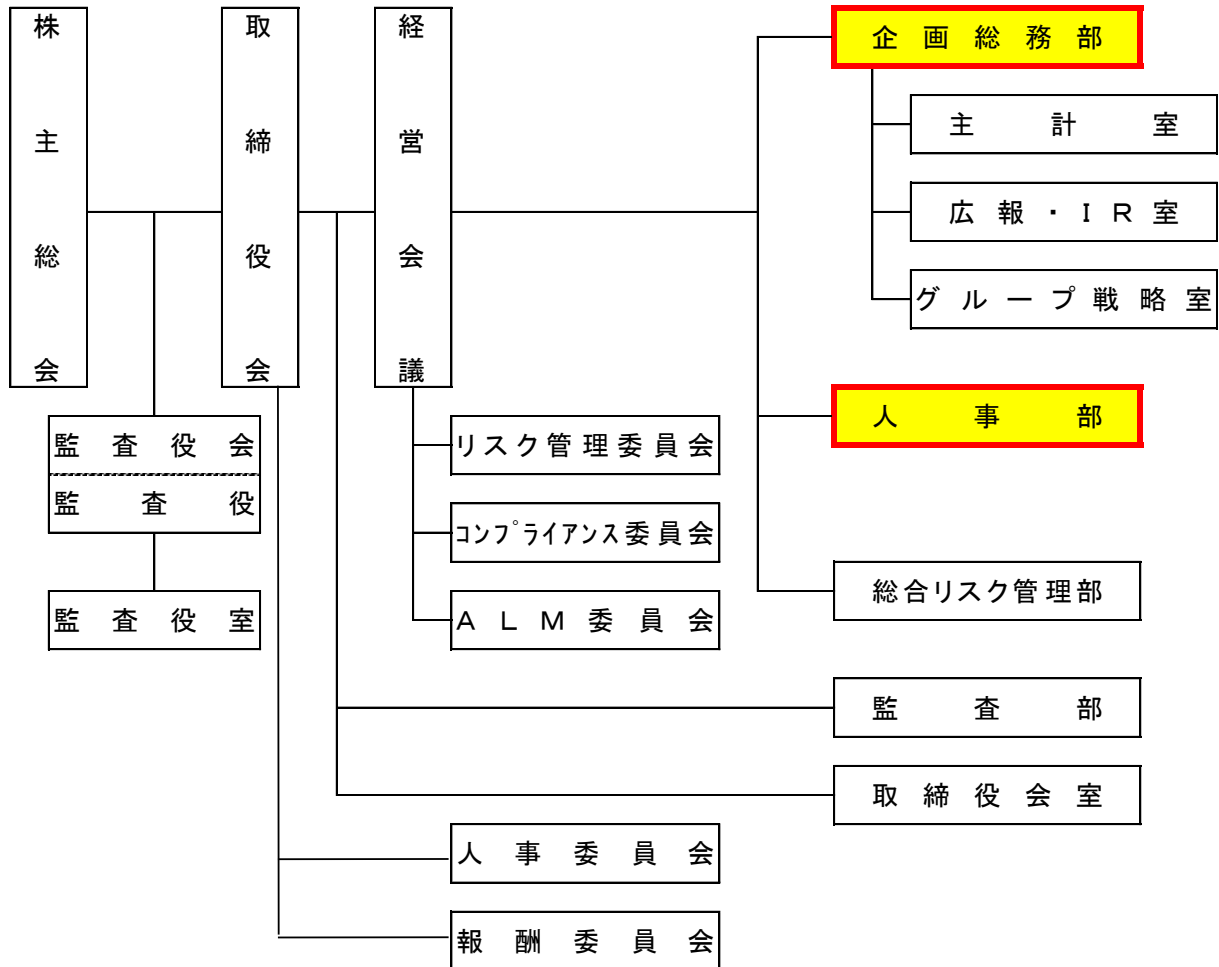 株主総会
取締役会
経営会議
企画総務部
主計室
広報・ＩＲ室
グループ戦略室
人事部
監査役会
監査役
監査役室
リスク管理委員会
ｺﾝﾌﾟﾗｲｱﾝｽ委員会
ＡＬＭ委員会
総合リスク管理部
監査部
取締役会室
人事委員会
報酬委員会